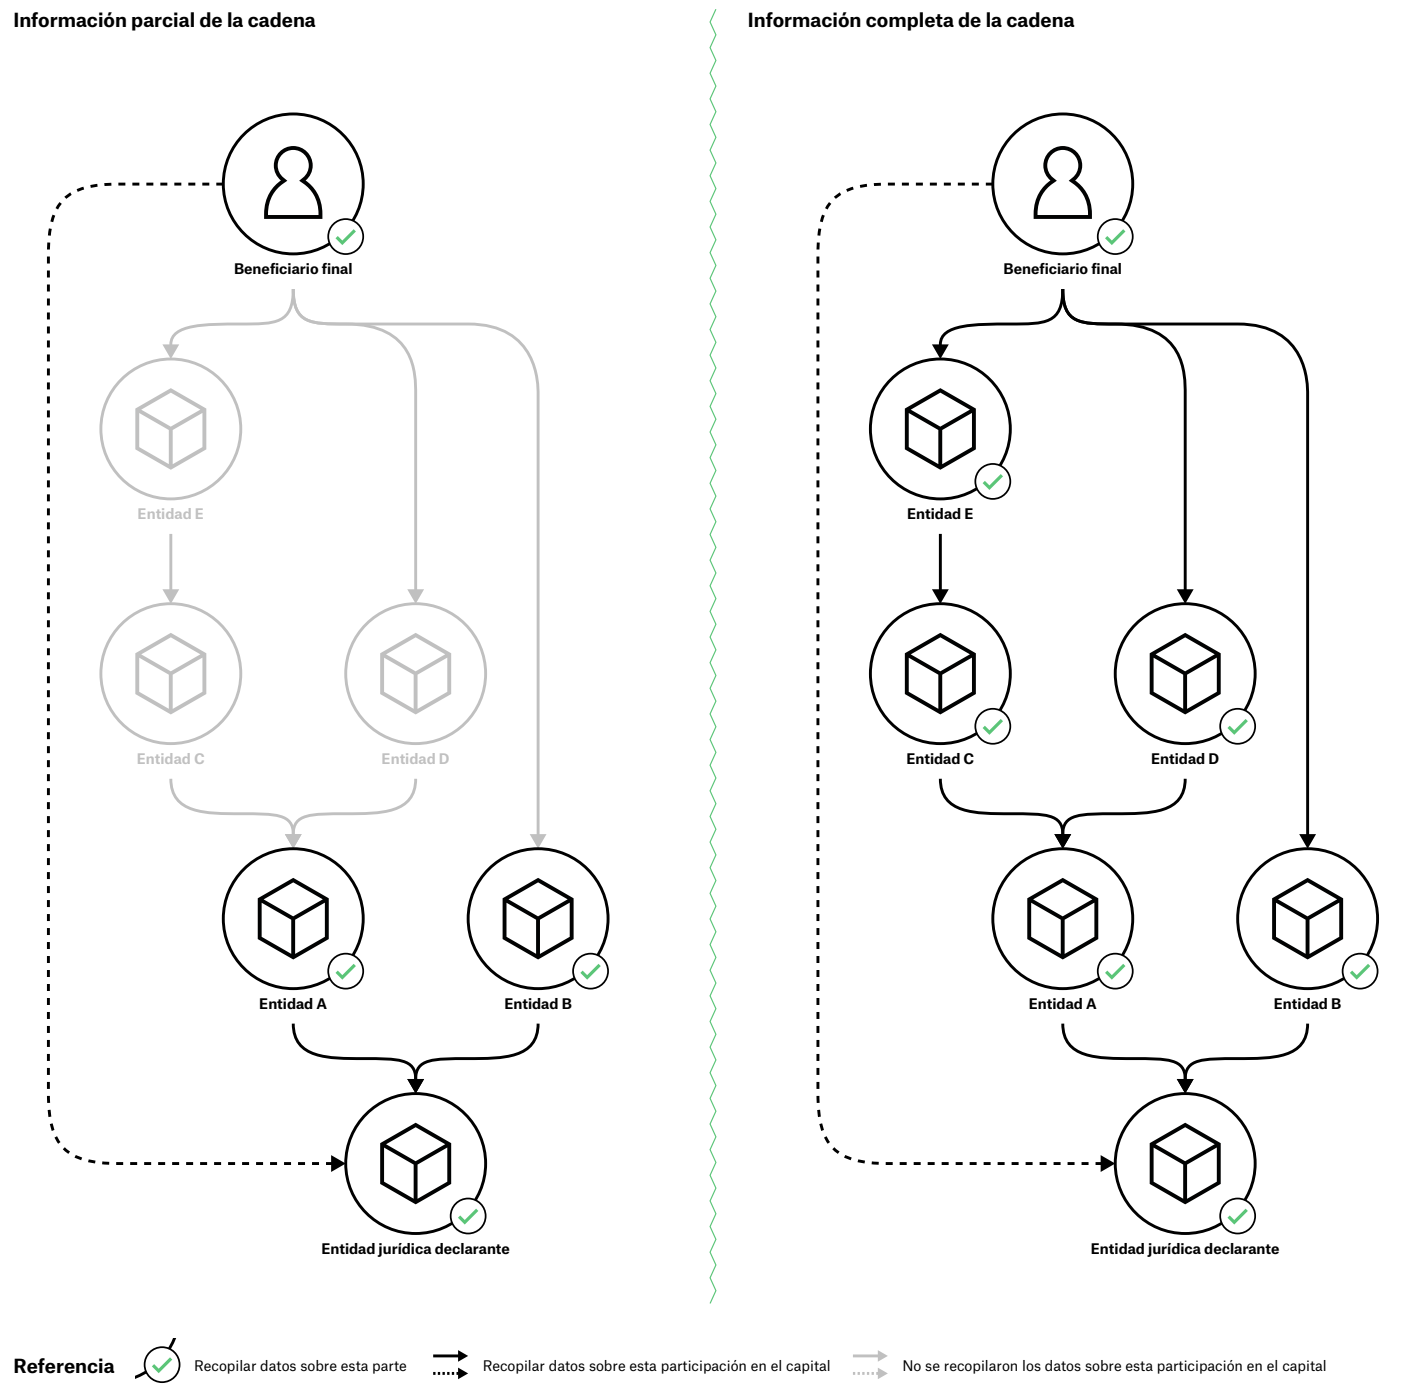 Información parcial de la cadena
Beneficiario final
Entidad E
Entidad C
Entidad D
Entidad A
Entidad B
Entidad jurídica declarante
Información completa de la cadena
Beneficiario final
Entidad E
Entidad C
Entidad D
Entidad A
Entidad B
Entidad jurídica declarante
Referencia
Recopilar datos sobre esta parte
Recopilar datos sobre esta participación en el capital
No se recopilaron los datos sobre esta participación en el capital